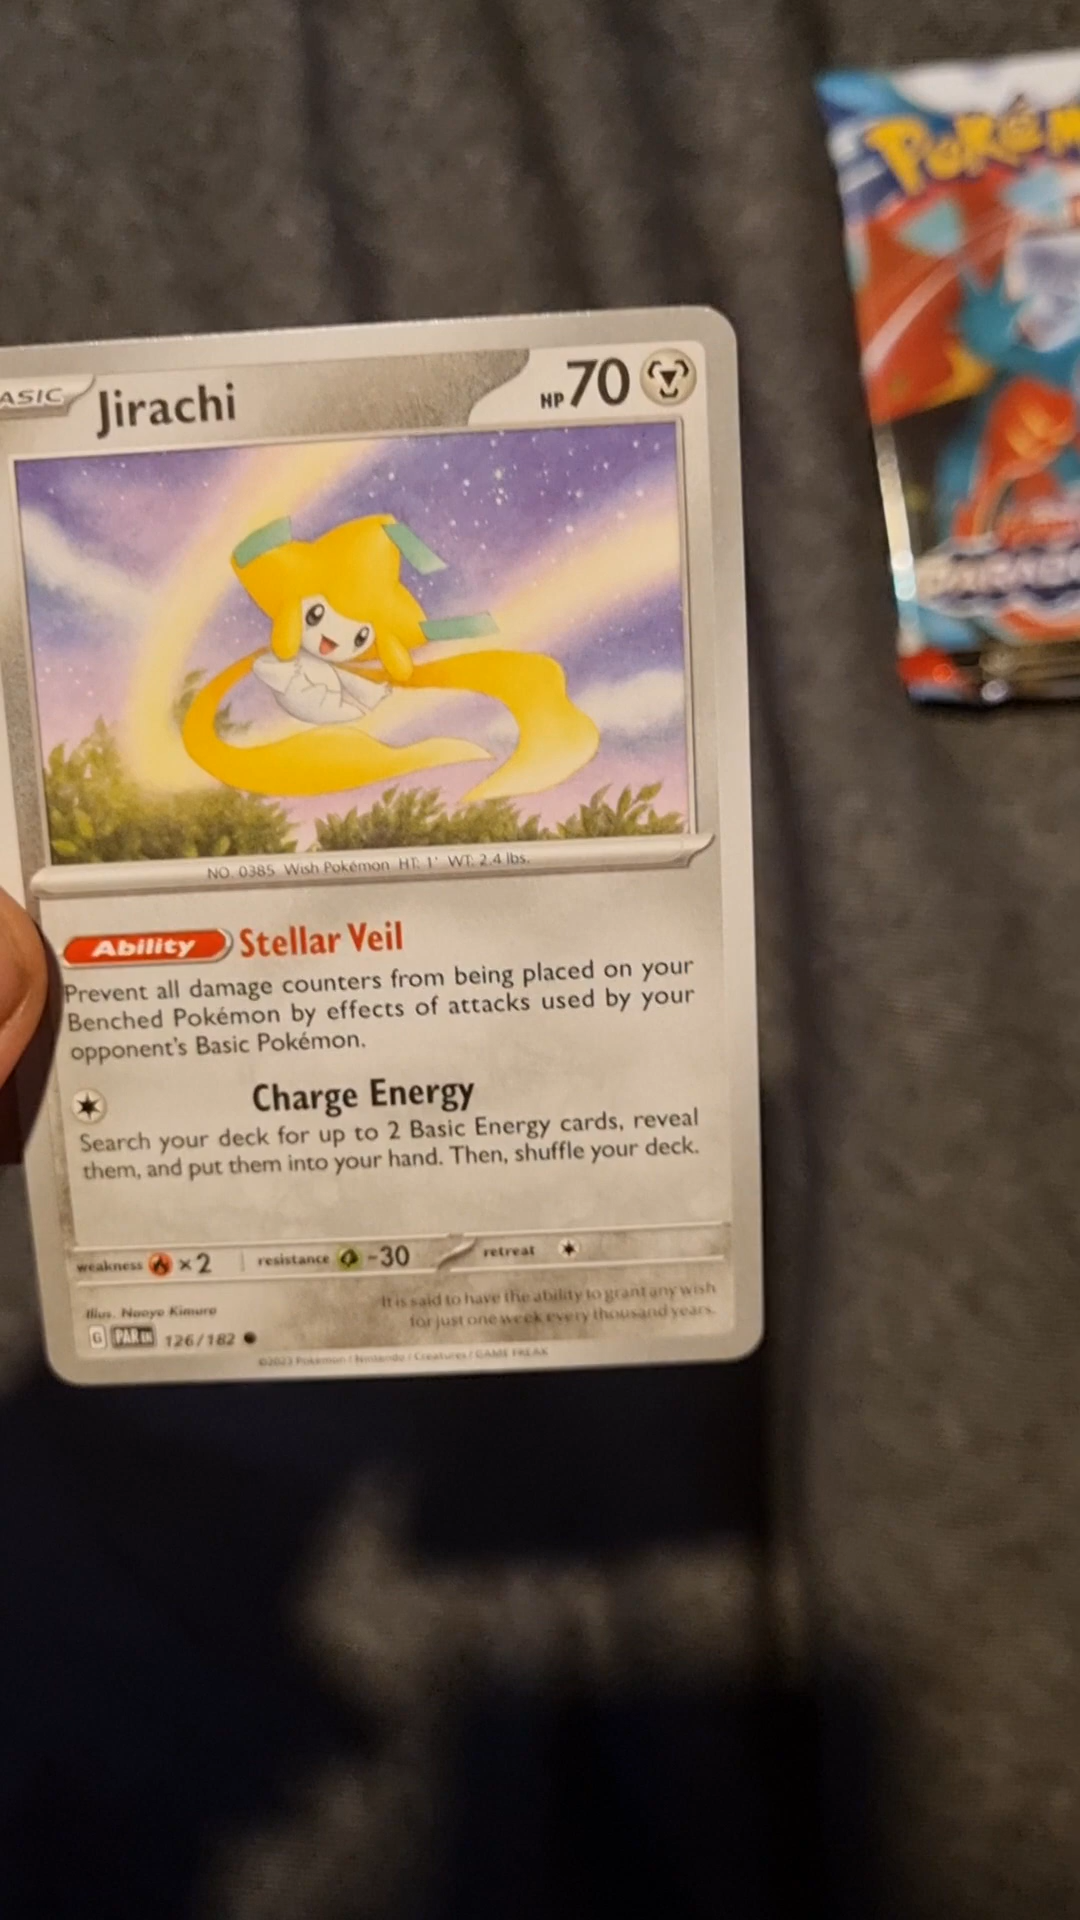 ASIC Jirachi HP 70
NO. 0385 Wish Pokémon HT: 1' WT: 2.4 lbs.
Ability Stellar Veil
Prevent all damage counters from being placed on your
Benched Pokémon by effects of attacks used by your
opponent's Basic Pokémon.
Charge Energy
Search your deck for up to 2 Basic Energy cards, reveal
them, and put them into your hand. Then, shuffle your deck.
weakness ×2 resistance -30 retreat
Illus. Naoyo Kimura
It is said to have the ability to grant any wish
for just one week every thousand years.
G PAR EN 126/182
©2023 Pokémon / Nintendo / Creatures / GAME FREAK
POKÉM